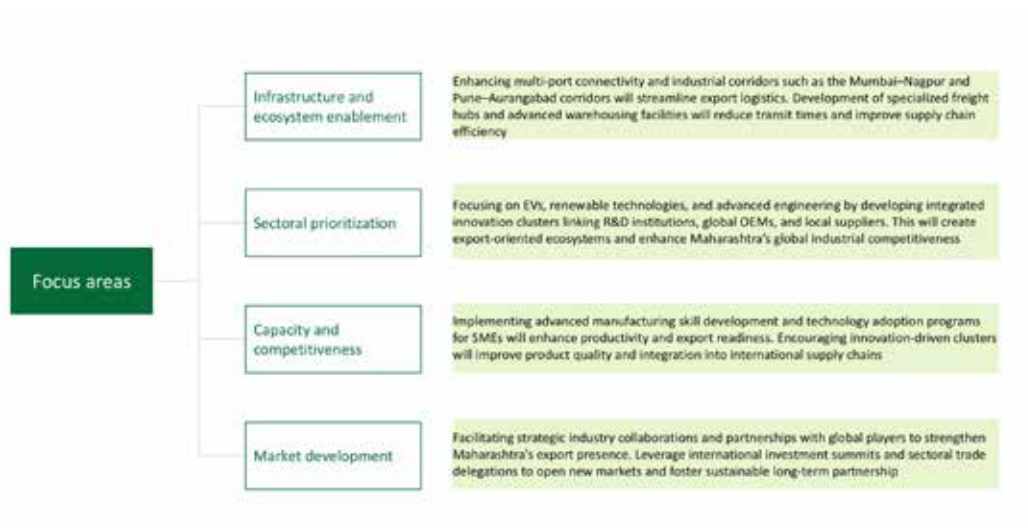 Focus areas
Infrastructure and
ecosystem enablement
Enhancing multi-port connectivity and industrial corridors such as the Mumbai–Nagpur and
Pune–Aurangabad corridors will streamline export logistics. Development of specialized freight
hubs and advanced warehousing facilities will reduce transit times and improve supply chain
efficiency
Sectoral prioritization
Focusing on EVs, renewable technologies, and advanced engineering by developing integrated
innovation clusters linking R&D institutions, global OEMs, and local suppliers. This will create
export-oriented ecosystems and enhance Maharashtra's global industrial competitiveness
Capacity and
competitiveness
Implementing advanced manufacturing skill development and technology adoption programs
for SMEs will enhance productivity and export readiness. Encouraging innovation-driven clusters
will improve product quality and integration into international supply chains
Market development
Facilitating strategic industry collaborations and partnerships with global players to strengthen
Maharashtra's export presence. Leverage international investment summits and sectoral trade
delegations to open new markets and foster sustainable long-term partnership